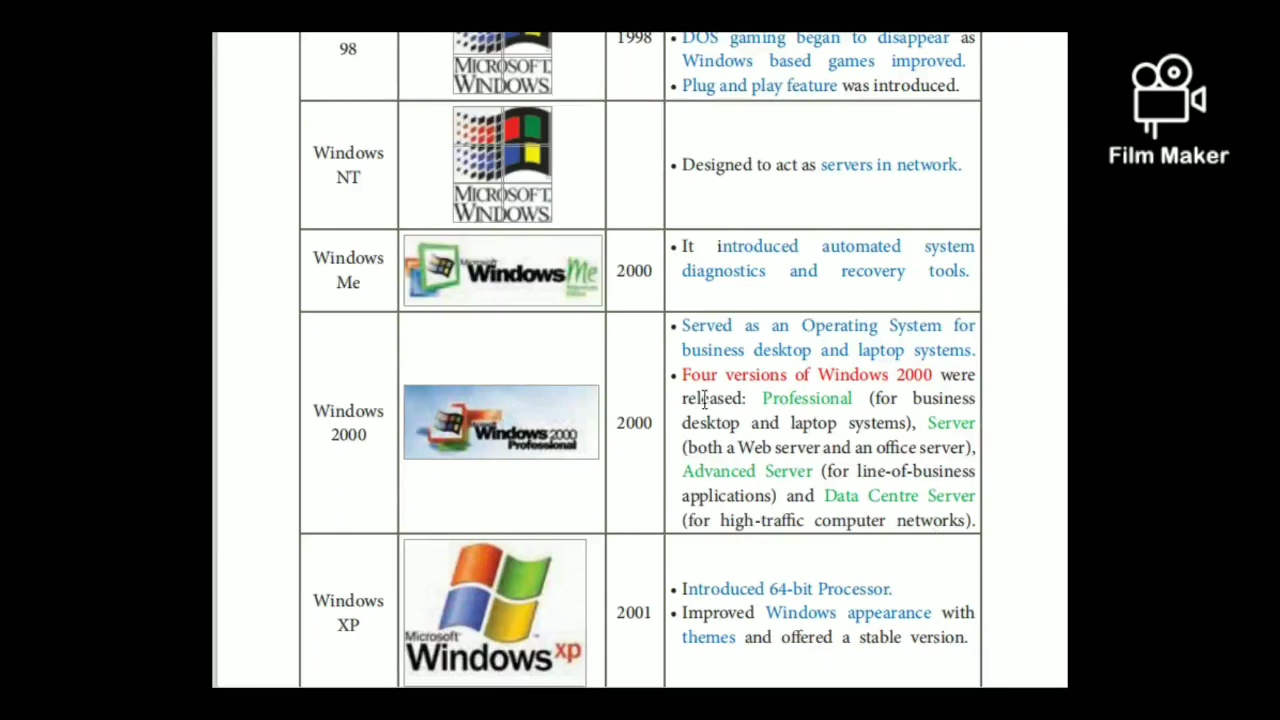 98
MICROSOFT
WINDOWS
1998
• DOS gaming began to disappear as
Windows based games improved.
• Plug and play feature was introduced.
Windows
NT
MICROSOFT
WINDOWS
• Designed to act as servers in network.
Windows
Me
Microsoft
Windows Me
2000
• It introduced automated system
diagnostics and recovery tools.
Windows
2000
Microsoft
Windows 2000
Professional
2000
• Served as an Operating System for
business desktop and laptop systems.
• Four versions of Windows 2000 were
released: Professional (for business
desktop and laptop systems), Server
(both a Web server and an office server),
Advanced Server (for line-of-business
applications) and Data Centre Server
(for high-traffic computer networks).
Windows
XP
Microsoft
Windows xp
2001
• Introduced 64-bit Processor.
• Improved Windows appearance with
themes and offered a stable version.
Film Maker